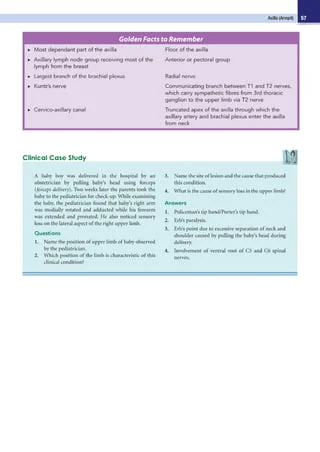 Axilla (Armpit) 57
Golden Facts to Remember
▸ Most dependant part of the axilla Floor of the axilla
▸ Axillary lymph node group receiving most of the Anterior or pectoral group
lymph from the breast
▸ Largest branch of the brachial plexus Radial nerve
▸ Kuntz's nerve Communicating branch between T1 and T2 nerves,
which carry sympathetic fibres from 3rd thoracic
ganglion to the upper limb via T2 nerve
▸ Cervico-axillary canal Truncated apex of the axilla through which the
axillary artery and brachial plexus enter the axilla
from neck
Clinical Case Study
A baby boy was delivered in the hospital by an
obstetrician by pulling baby's head using forceps
(forceps delivery). Two weeks later the parents took the
baby to the pediatrician for check-up. While examining
the baby, the pediatrician found that baby's right arm
was medially rotated and adducted while his forearm
was extended and pronated. He also noticed sensory
loss on the lateral aspect of the right upper limb.
Questions
1. Name the position of upper limb of baby observed
by the pediatrician.
2. Which position of the limb is characteristic of this
clinical condition?
3. Name the site of lesion and the cause that produced
this condition.
4. What is the cause of sensory loss in the upper limb?
Answers
1. Policeman's tip hand/Porter's tip hand.
2. Erb's paralysis.
3. Erb's point due to excessive separation of neck and
shoulder caused by pulling the baby's head during
delivery.
4. Involvement of ventral root of C5 and C6 spinal
nerves.